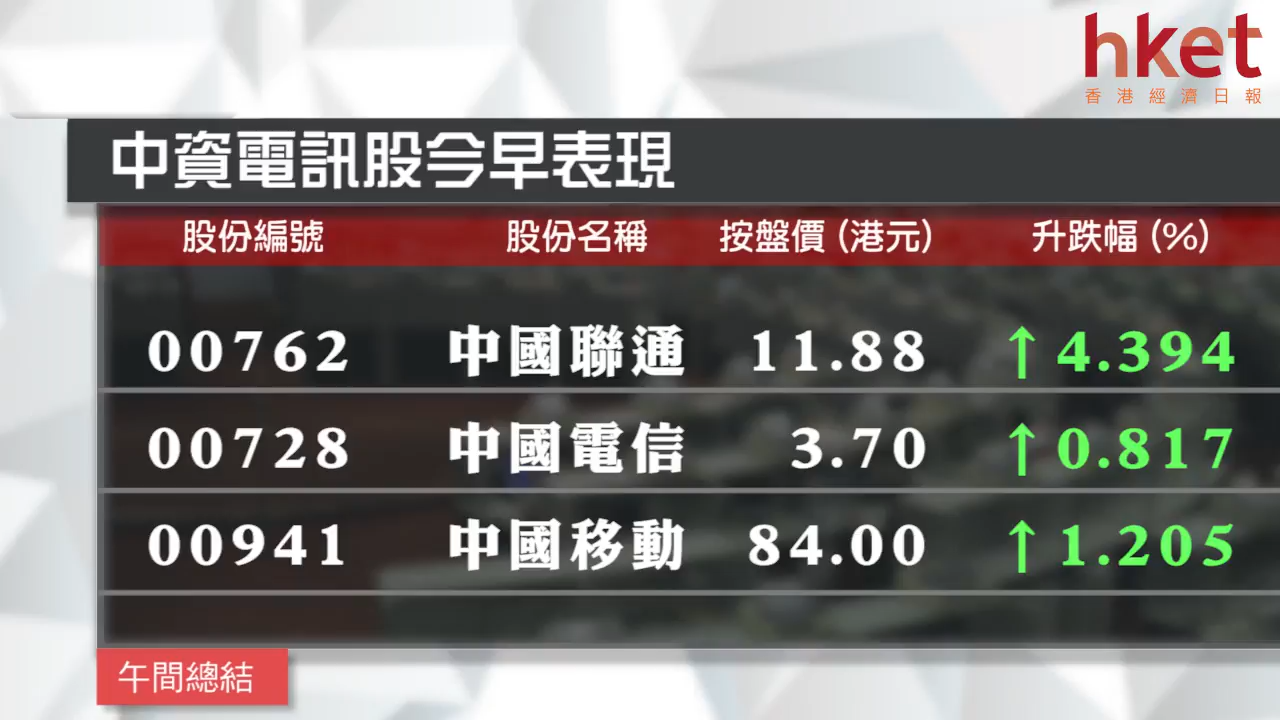 hket
香港經濟日報
中資電訊股今早表現
股份編號 股份名稱 按盤價 (港元) 升跌幅 (%)
00762 中國聯通 11.88 ↑ 4.394
00728 中國電信 3.70 ↑ 0.817
00941 中國移動 84.00 ↑ 1.205
午間總結